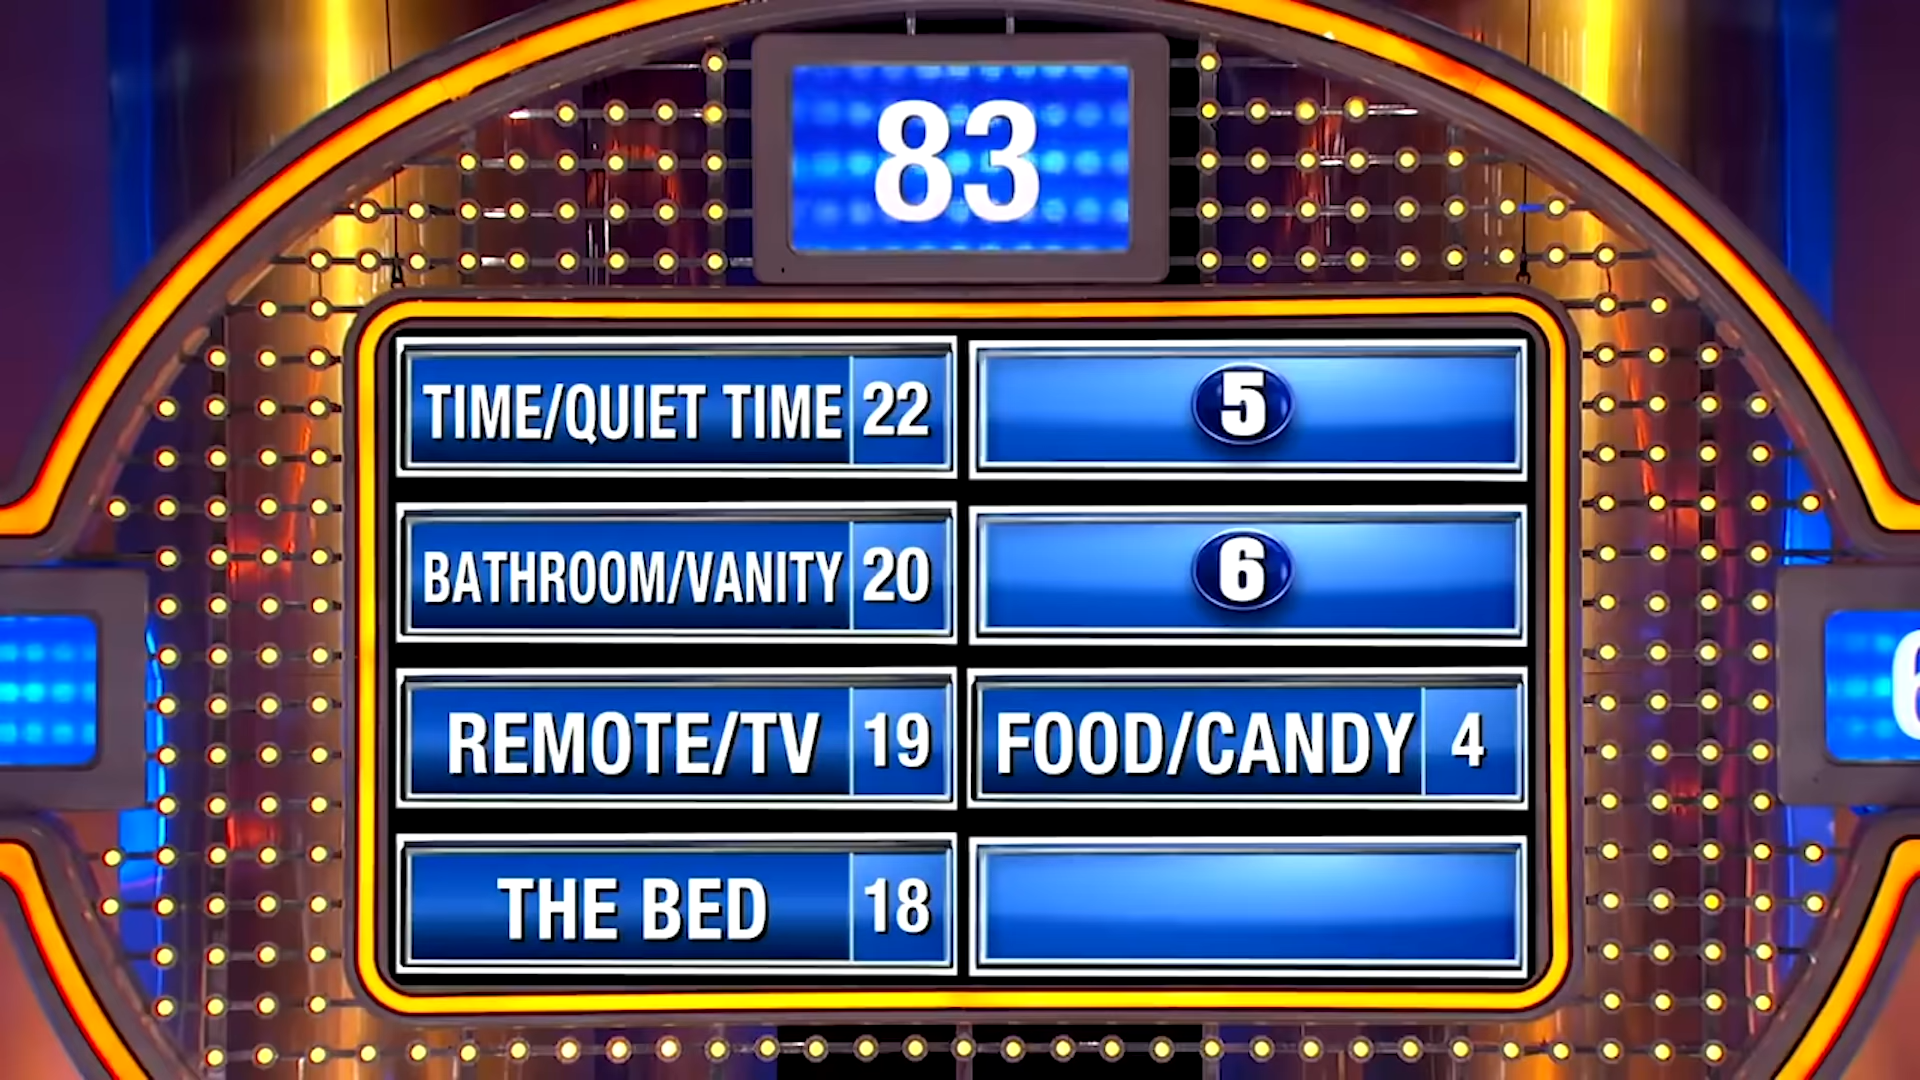 83
TIME/QUIET TIME 22
BATHROOM/VANITY 20
REMOTE/TV 19
THE BED 18
5
6
FOOD/CANDY 4
6